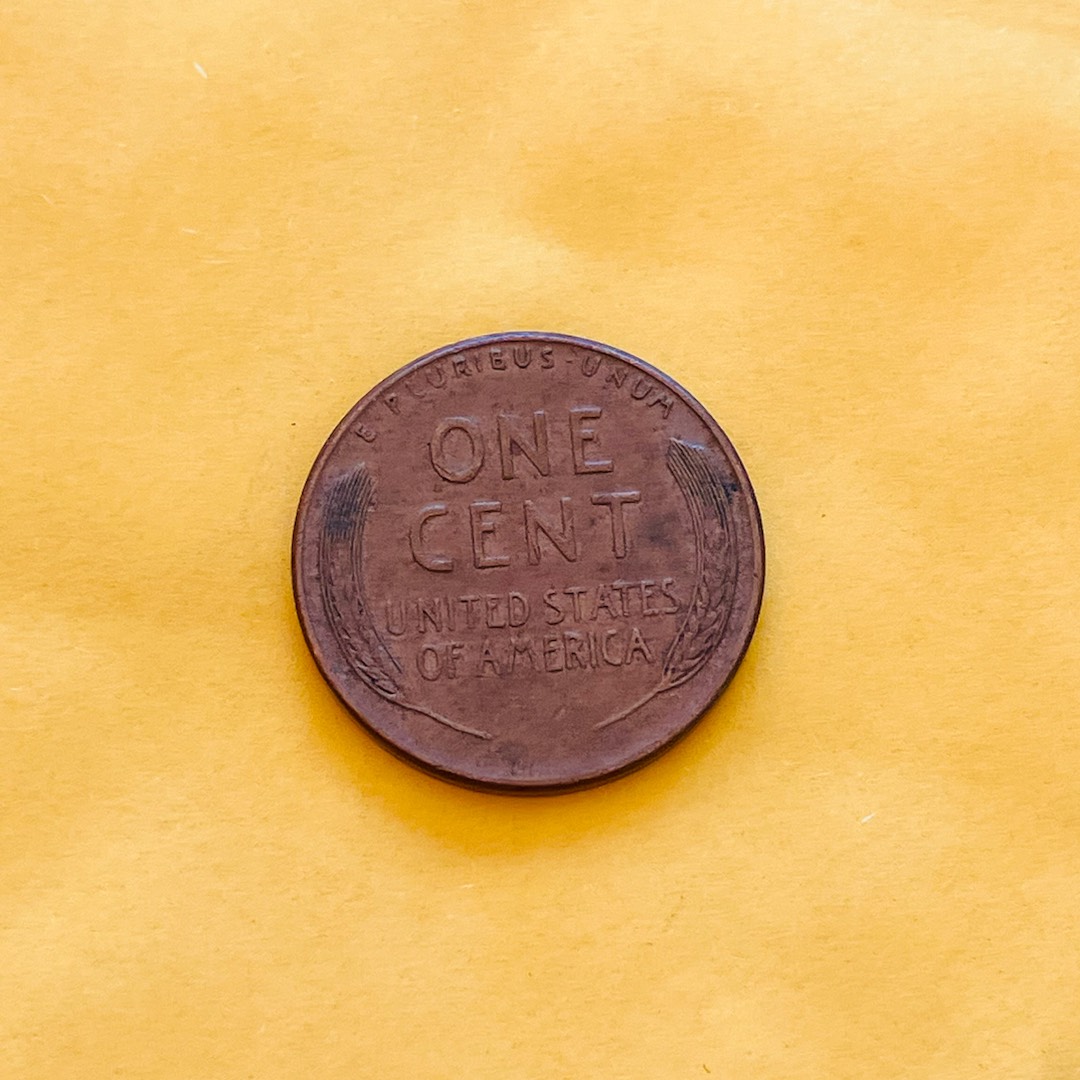 E · PLURIBUS · UNUM
ONE
CENT
UNITED STATES
OF AMERICA